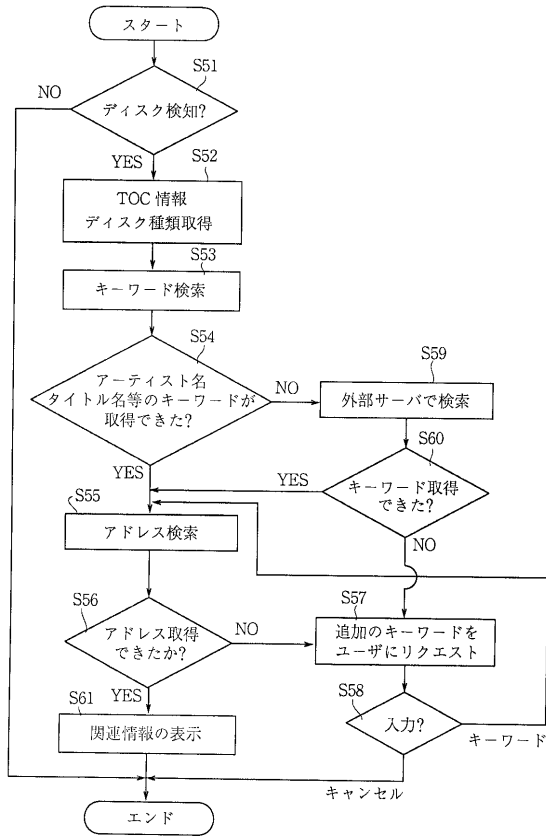 スタート
S51
ディスク検知?
NO
YES
S52
TOC 情報
ディスク種類取得
S53
キーワード検索
S54
アーティスト名
タイトル名等のキーワードが
取得できた?
NO
YES
S59
外部サーバで検索
S60
キーワード取得
できた?
YES
NO
S55
アドレス検索
S56
アドレス取得
できたか?
NO
YES
S57
追加のキーワードを
ユーザにリクエスト
S58
入力?
キーワード
キャンセル
S61
関連情報の表示
エンド